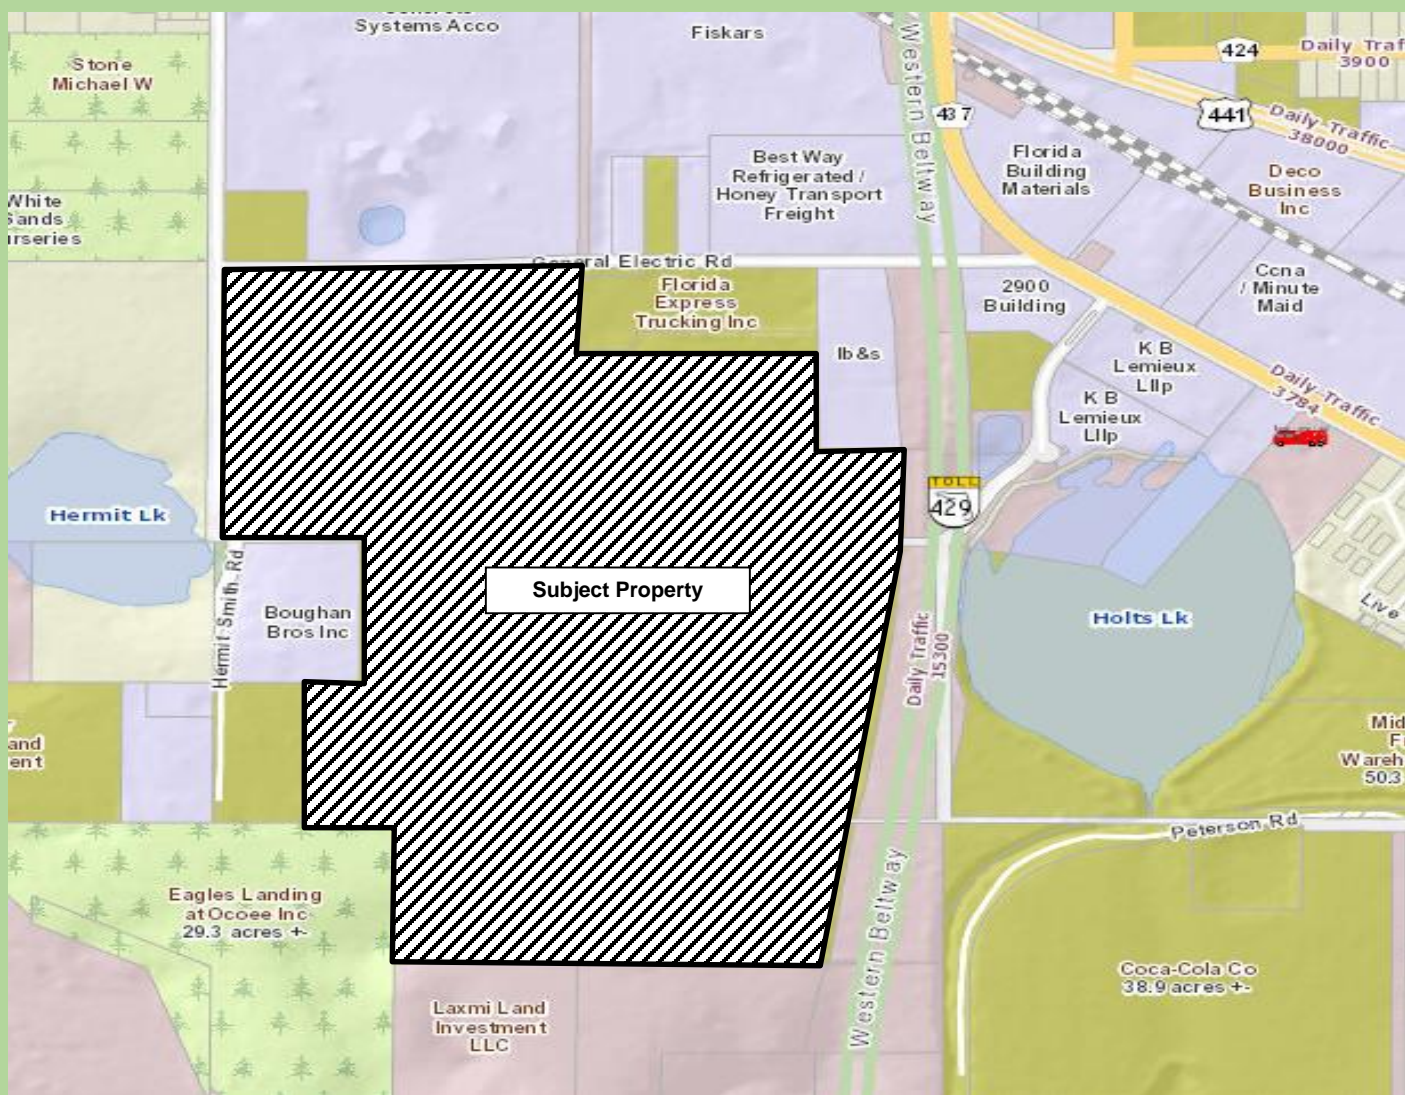 Systems Acco
Fiskars
Stone
Michael W
424
Daily Traf
3900
441
Daily Traffic
38000
437
Western Beltway
Best Way
Refrigerated /
Honey Transport
Freight
Florida
Building
Materials
Deco
Business
Inc
White
Sands
General Electric Rd
Florida
Express
Trucking Inc
2900
Building
Ccna
/ Minute
Maid
lb&s
K B
Lemieux
Lllp
K B
Lemieux
Lllp
Daily Traffic
3784
Hermit Lk
TOLL
429
Hermit Smith Rd
Boughan
Bros Inc
Subject Property
Holts Lk
Live
Daily Traffic
15300
and
ent
Mid
F
Wareh
50.3
Peterson Rd
Eagles Landing
at Ocoee Inc
29.3 acres +-
Western Beltway
Coca-Cola Co
38.9 acres +-
Laxmi Land
Investment
LLC